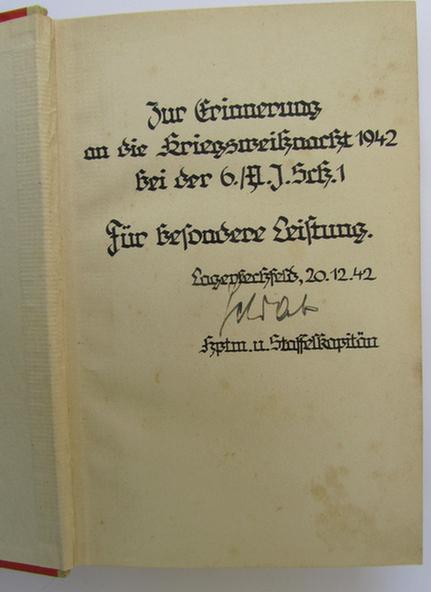 Zur Erinnerung
an die Kriegsweihnacht 1942
bei der 6./N.J.Sch.1
Für besondere Leistung.
Lagerlechfeld, 20.12.42
Hptm. u. Staffelkapitän